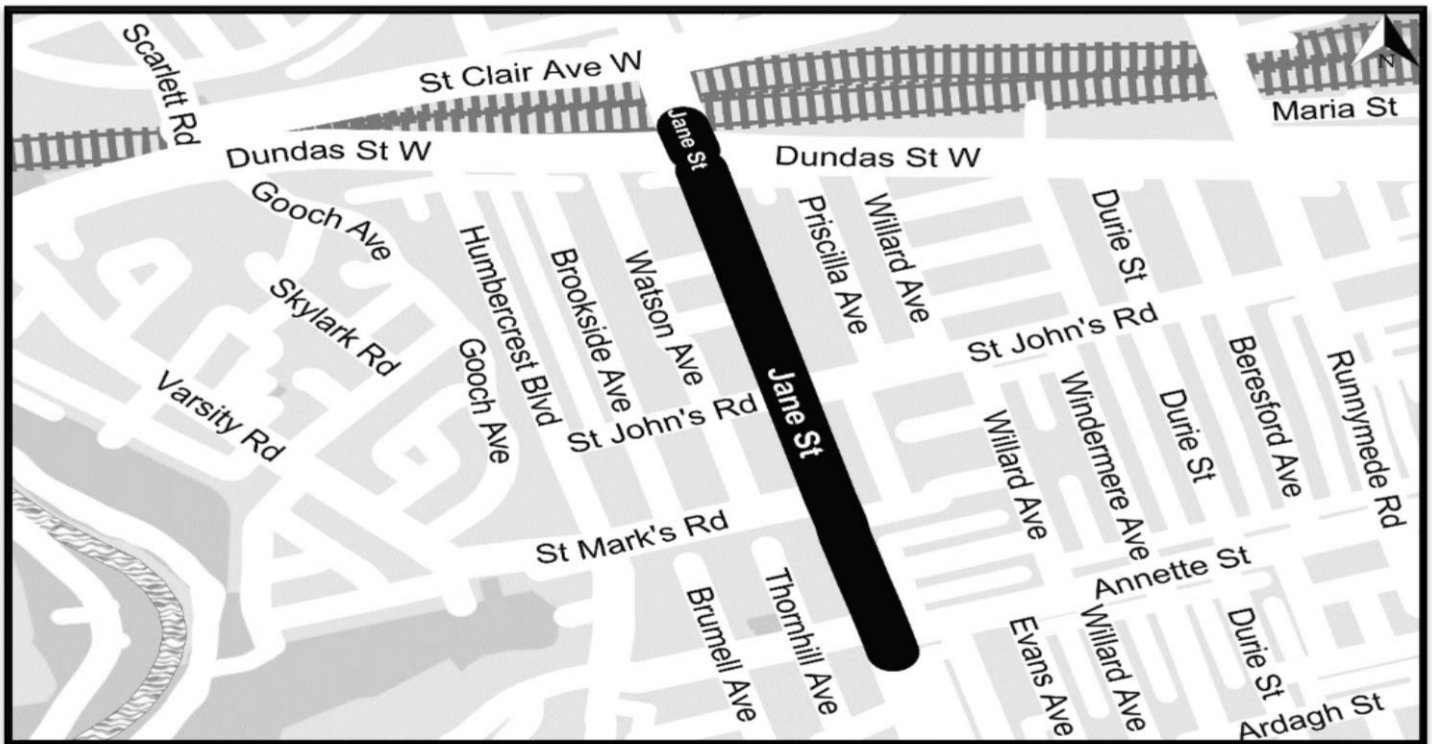 Scarlett Rd
St Clair Ave W
N
Maria St
Jane St
Dundas St W
Dundas St W
Gooch Ave
Priscilla Ave
Willard Ave
Durie St
Humbercrest Blvd
Brookside Ave
Watson Ave
Skylark Rd
Gooch Ave
St John's Rd
Varsity Rd
St John's Rd
Jane St
Willard Ave
Windermere Ave
Durie St
Beresford Ave
Runnymede Rd
St Mark's Rd
Annette St
Brumell Ave
Thornhill Ave
Evans Ave
Willard Ave
Durie St
Ardagh St